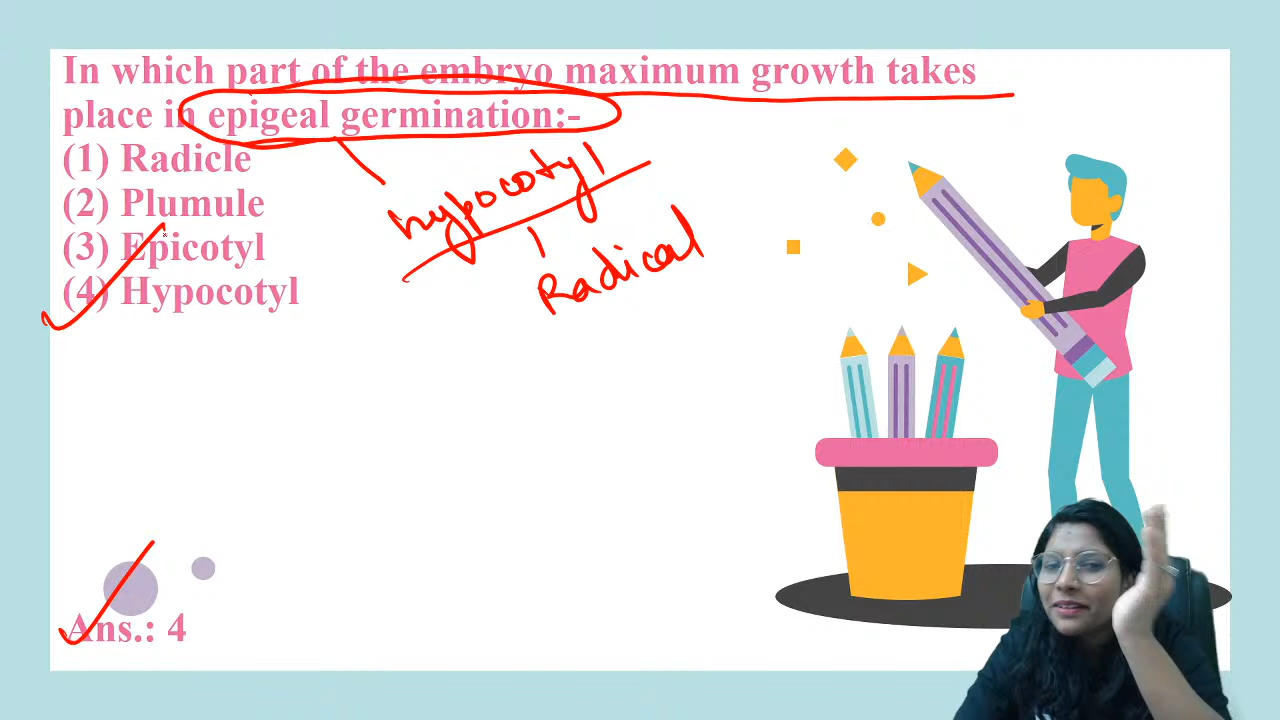 In which part of the embryo maximum growth takes
place in epigeal germination:-
(1) Radicle
(2) Plumule
(3) Epicotyl
(4) Hypocotyl
hypocotyl
Radical
Ans.: 4